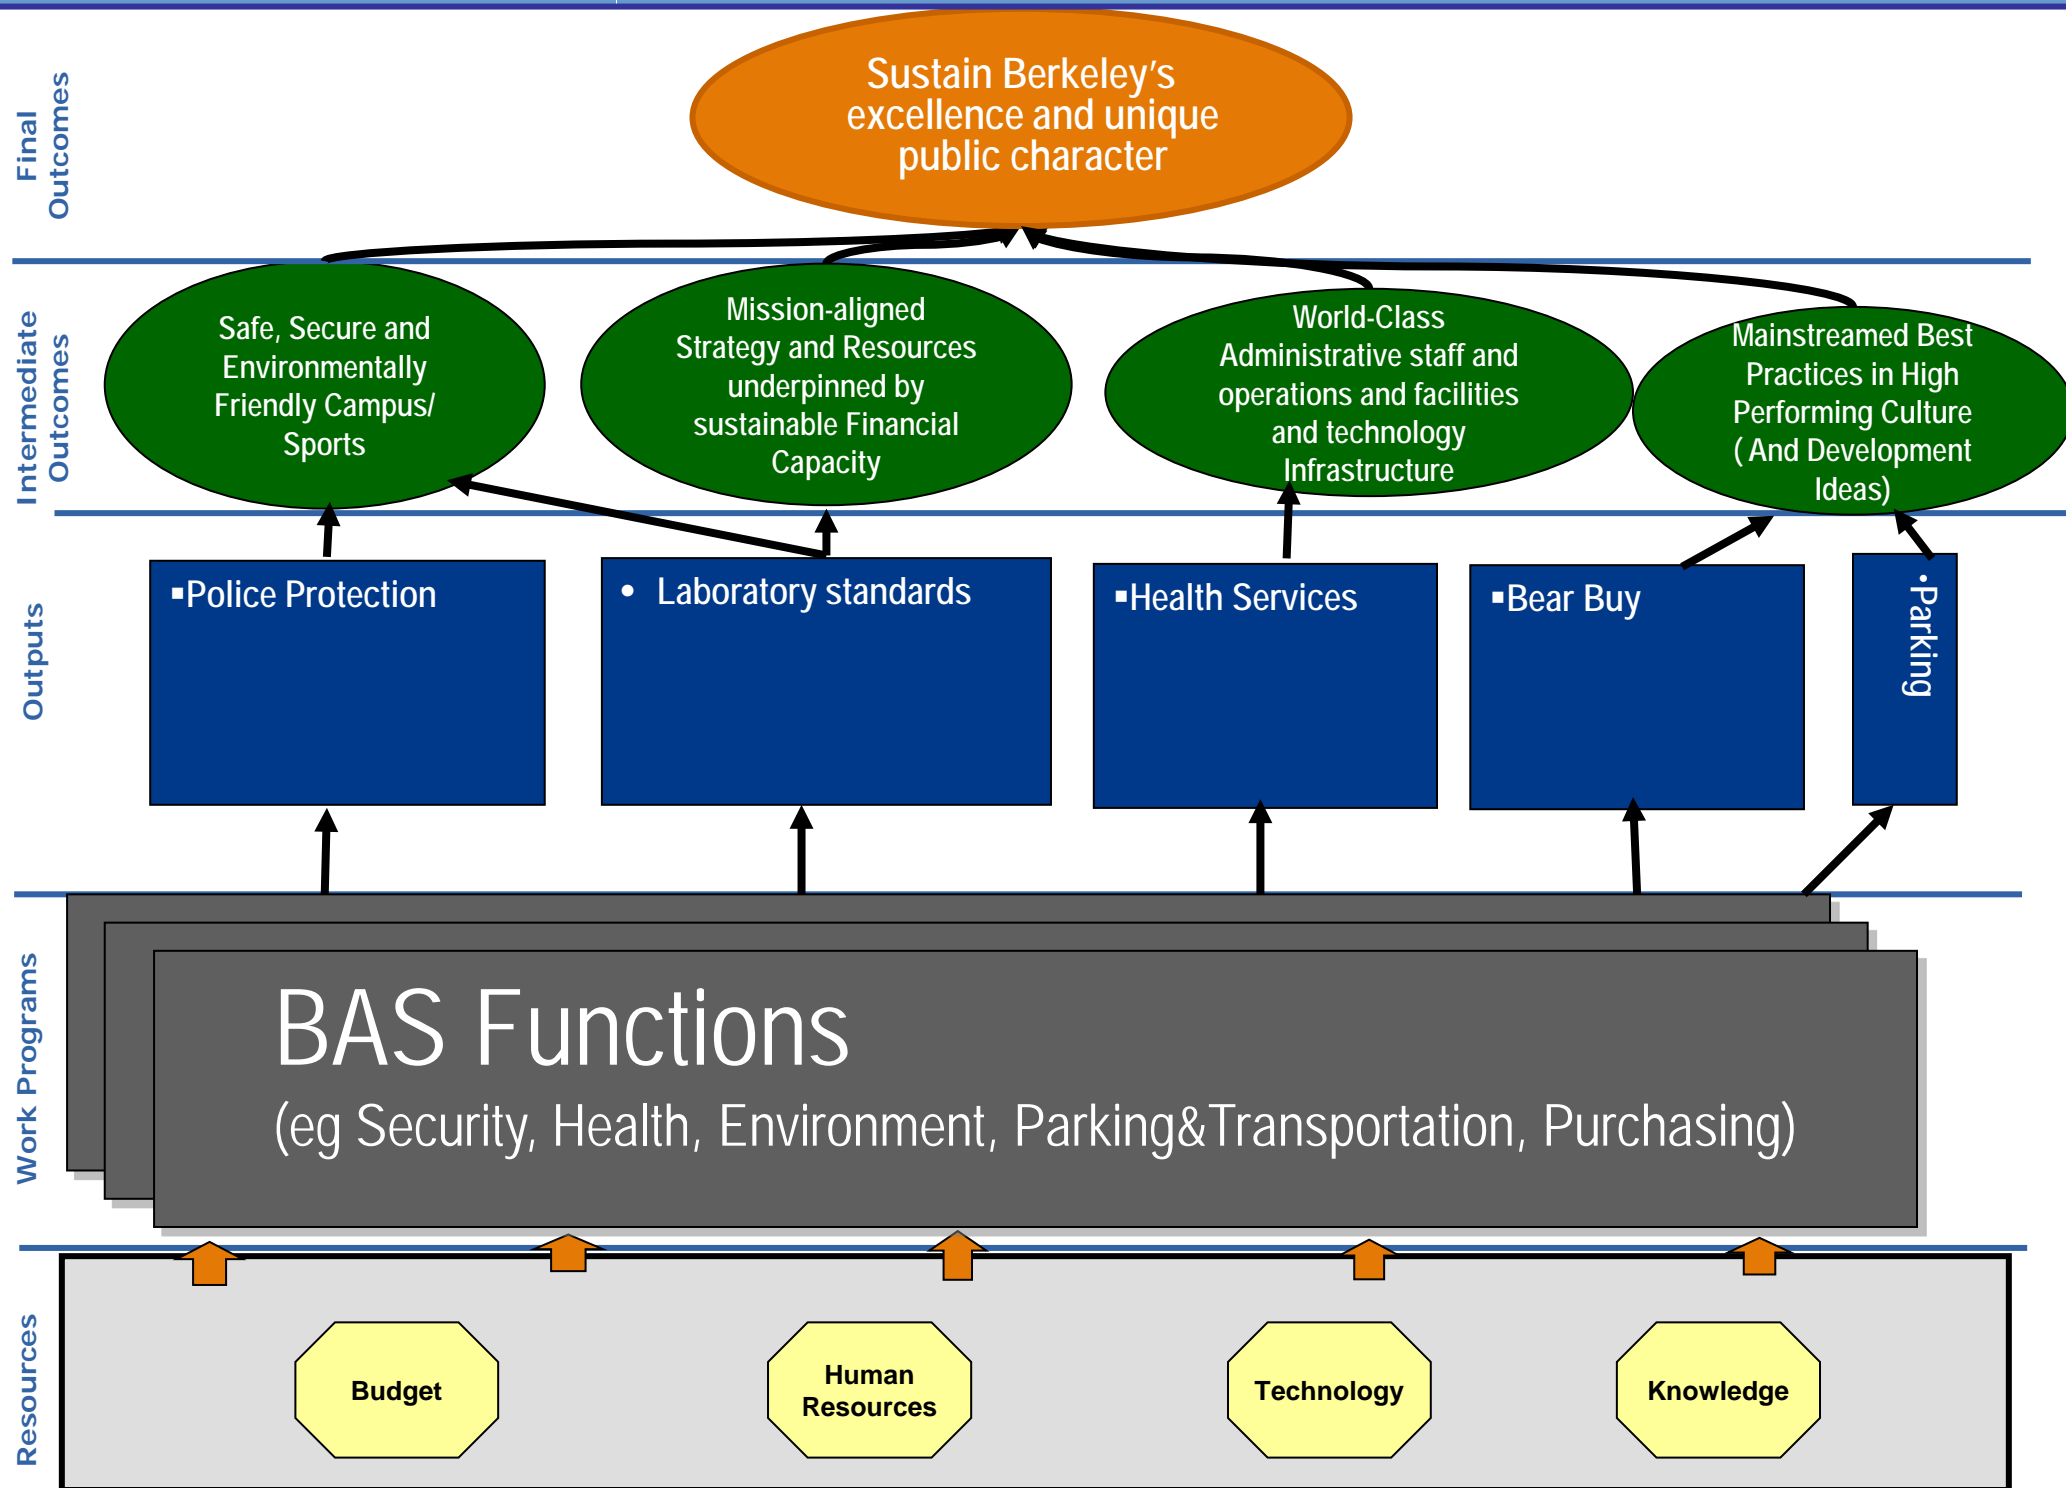 Final
Outcomes
Sustain Berkeley’s
excellence and unique
public character
Intermediate
Outcomes
Safe, Secure and
Environmentally
Friendly Campus/
Sports
Mission-aligned
Strategy and Resources
underpinned by
sustainable Financial
Capacity
World-Class
Administrative staff and
operations and facilities
and technology
Infrastructure
Mainstreamed Best
Practices in High
Performing Culture
( And Development
Ideas)
Outputs
▪Police Protection
• Laboratory standards
▪Health Services
▪Bear Buy
•Parking
Work Programs
BAS Functions
(eg Security, Health, Environment, Parking&Transportation, Purchasing)
Resources
Budget
Human
Resources
Technology
Knowledge